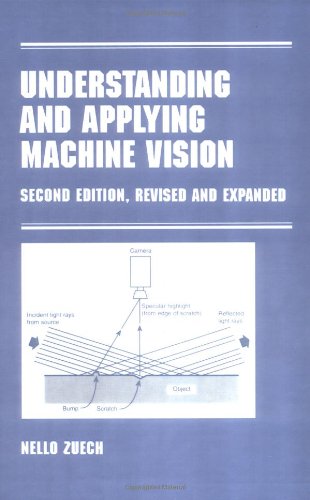 UNDERSTANDING
AND APPLYING
MACHINE VISION
SECOND EDITION, REVISED AND EXPANDED
Camera
Specular highlight
(from edge of scratch)
Incident light rays
from source
Reflected
light rays
Object
Bump
Scratch
NELLO ZUECH